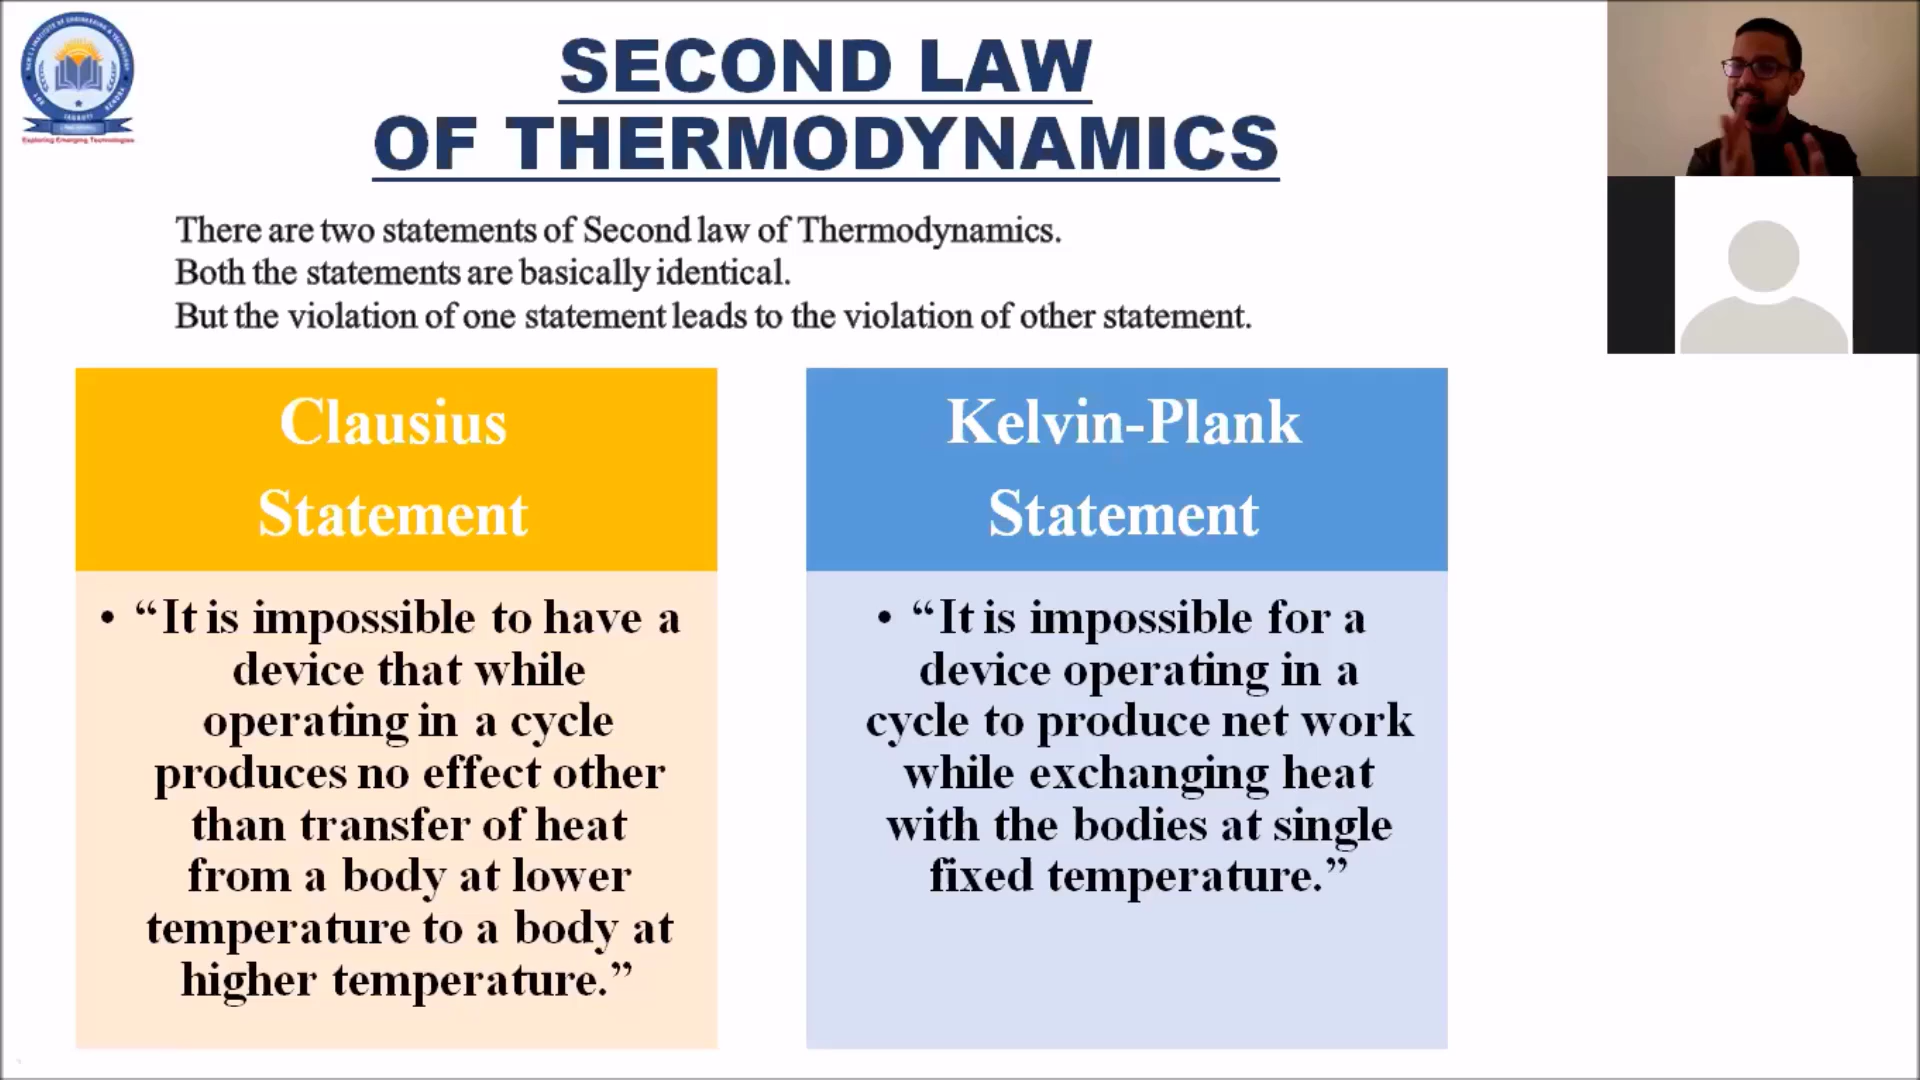 SECOND LAW
OF THERMODYNAMICS
There are two statements of Second law of Thermodynamics.
Both the statements are basically identical.
But the violation of one statement leads to the violation of other statement.
Clausius
Statement
• “It is impossible to have a
device that while
operating in a cycle
produces no effect other
than transfer of heat
from a body at lower
temperature to a body at
higher temperature.”
Kelvin-Plank
Statement
• “It is impossible for a
device operating in a
cycle to produce net work
while exchanging heat
with the bodies at single
fixed temperature.”
Exploring Emerging Technologies